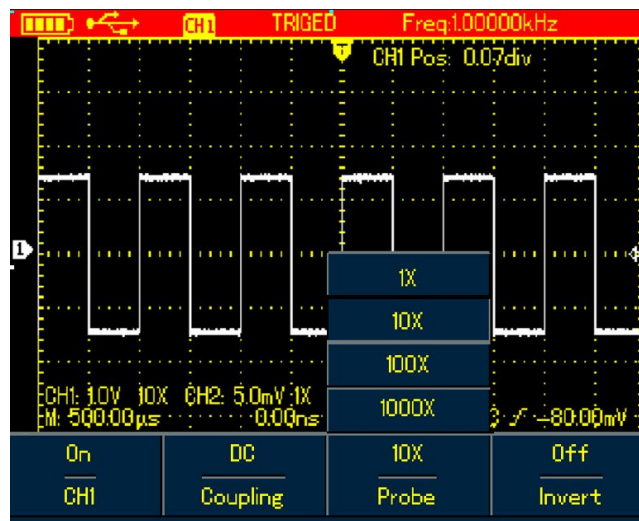 CH1 TRIGED Freq:1.00000kHz
T
CH1 Pos: 0.07div
1
1X
10X
100X
1000X
CH1: 1.0V 10X CH2: 5.0mV 1X
M: 500.00μs 0.00ns -80.00mV
On DC 10X Off
CH1 Coupling Probe Invert